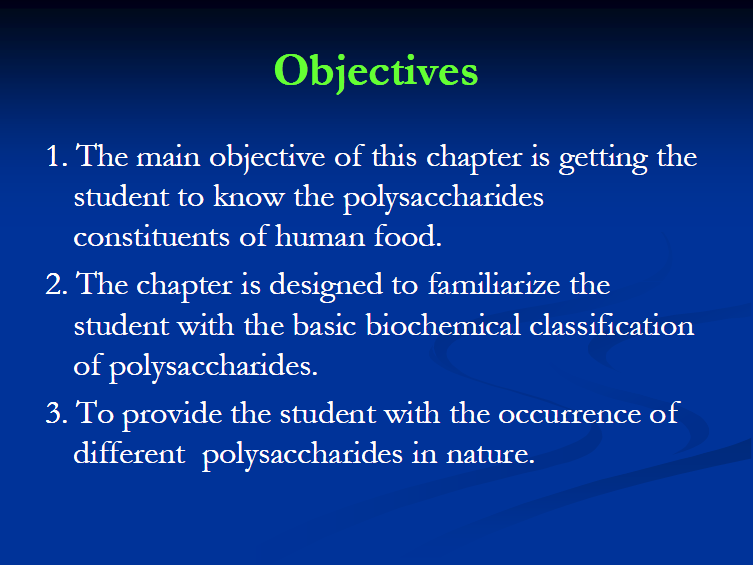 Objectives
1. The main objective of this chapter is getting the
student to know the polysaccharides
constituents of human food.
2. The chapter is designed to familiarize the
student with the basic biochemical classification
of polysaccharides.
3. To provide the student with the occurrence of
different  polysaccharides in nature.